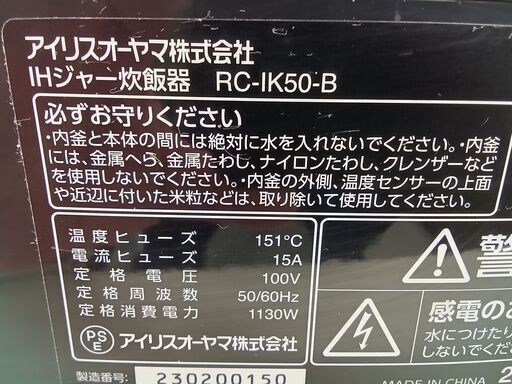 アイリスオーヤマ株式会社
IHジャー炊飯器 RC-IK50-B
必ずお守りください
・内釜と本体の間には絶対に水を入れないでください。・内釜
には、金属へら、金属たわし、ナイロンたわし、クレンザーなど
を使用しないでください。・内釜の外側、温度センサーの上面
や近辺に付いた米粒などは、取り除いて使用してください。
温度ヒューズ 151℃
電流ヒューズ 15A
定格電圧 100V
定格周波数 50/60Hz
定格消費電力 1130W
PSE アイリスオーヤマ株式会社
製造番号: 230200150
警
感電のお
水につけたり
しないでくだ
MADE IN CHINA 2